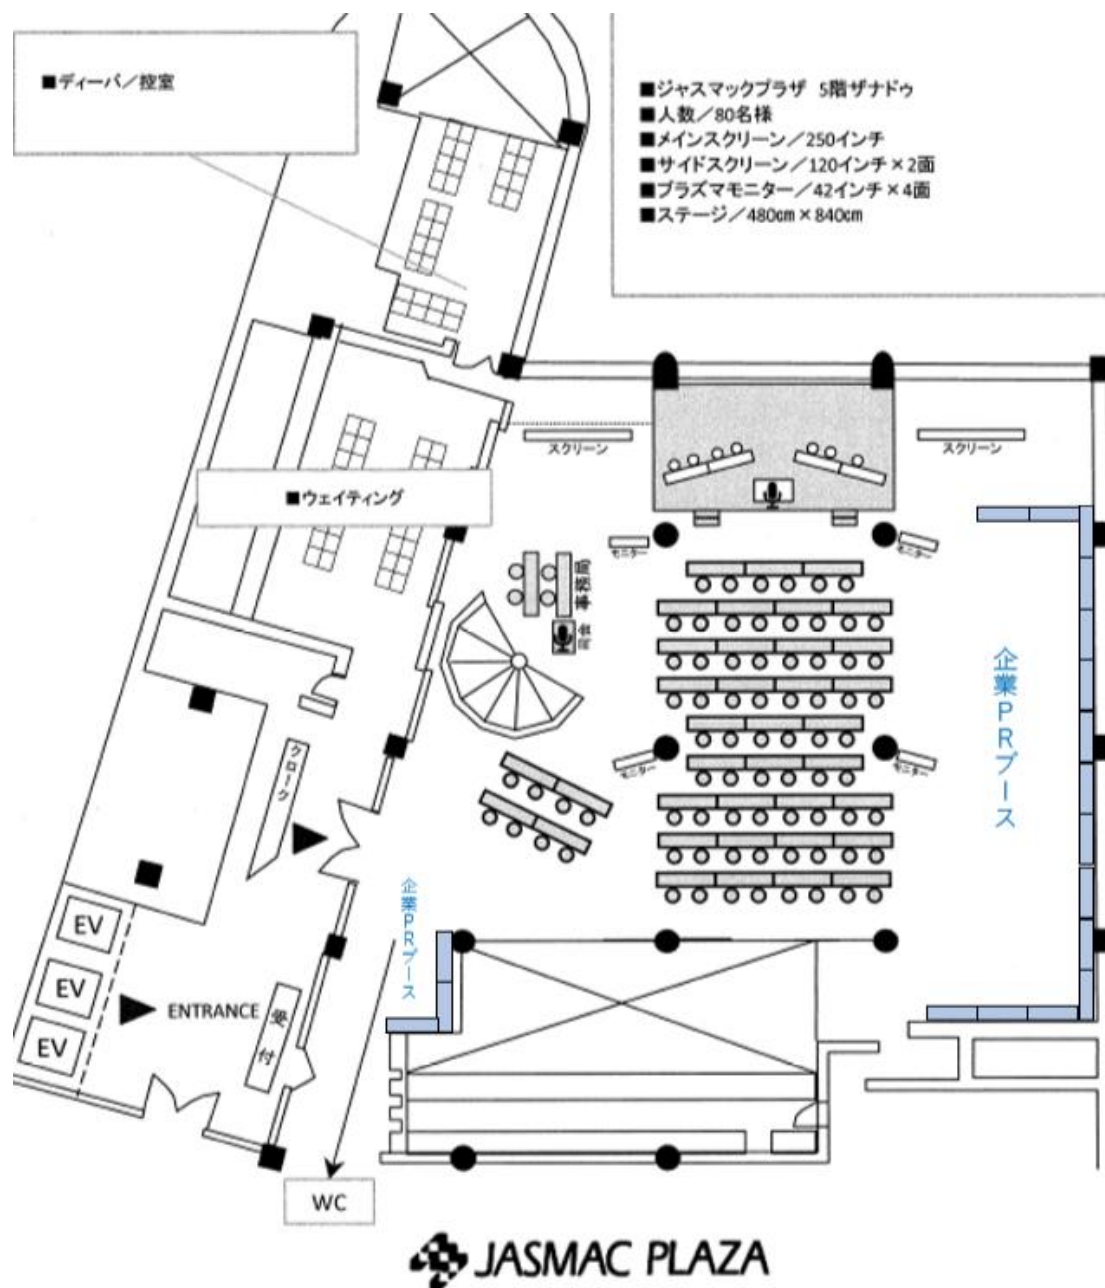 ■ディーバ／控室
■ジャスマックプラザ 5階ザナドゥ
■人数／80名様
■メインスクリーン／250インチ
■サイドスクリーン／120インチ×2面
■プラズマモニター／42インチ×4面
■ステージ／480㎝×840㎝
スクリーン
スクリーン
■ウェイティング
モニター
モニター
事務局
司会
企業PRブース
モニター
モニター
クローク
企業PRブース
EV
EV
EV
ENTRANCE
受付
WC
JASMAC PLAZA